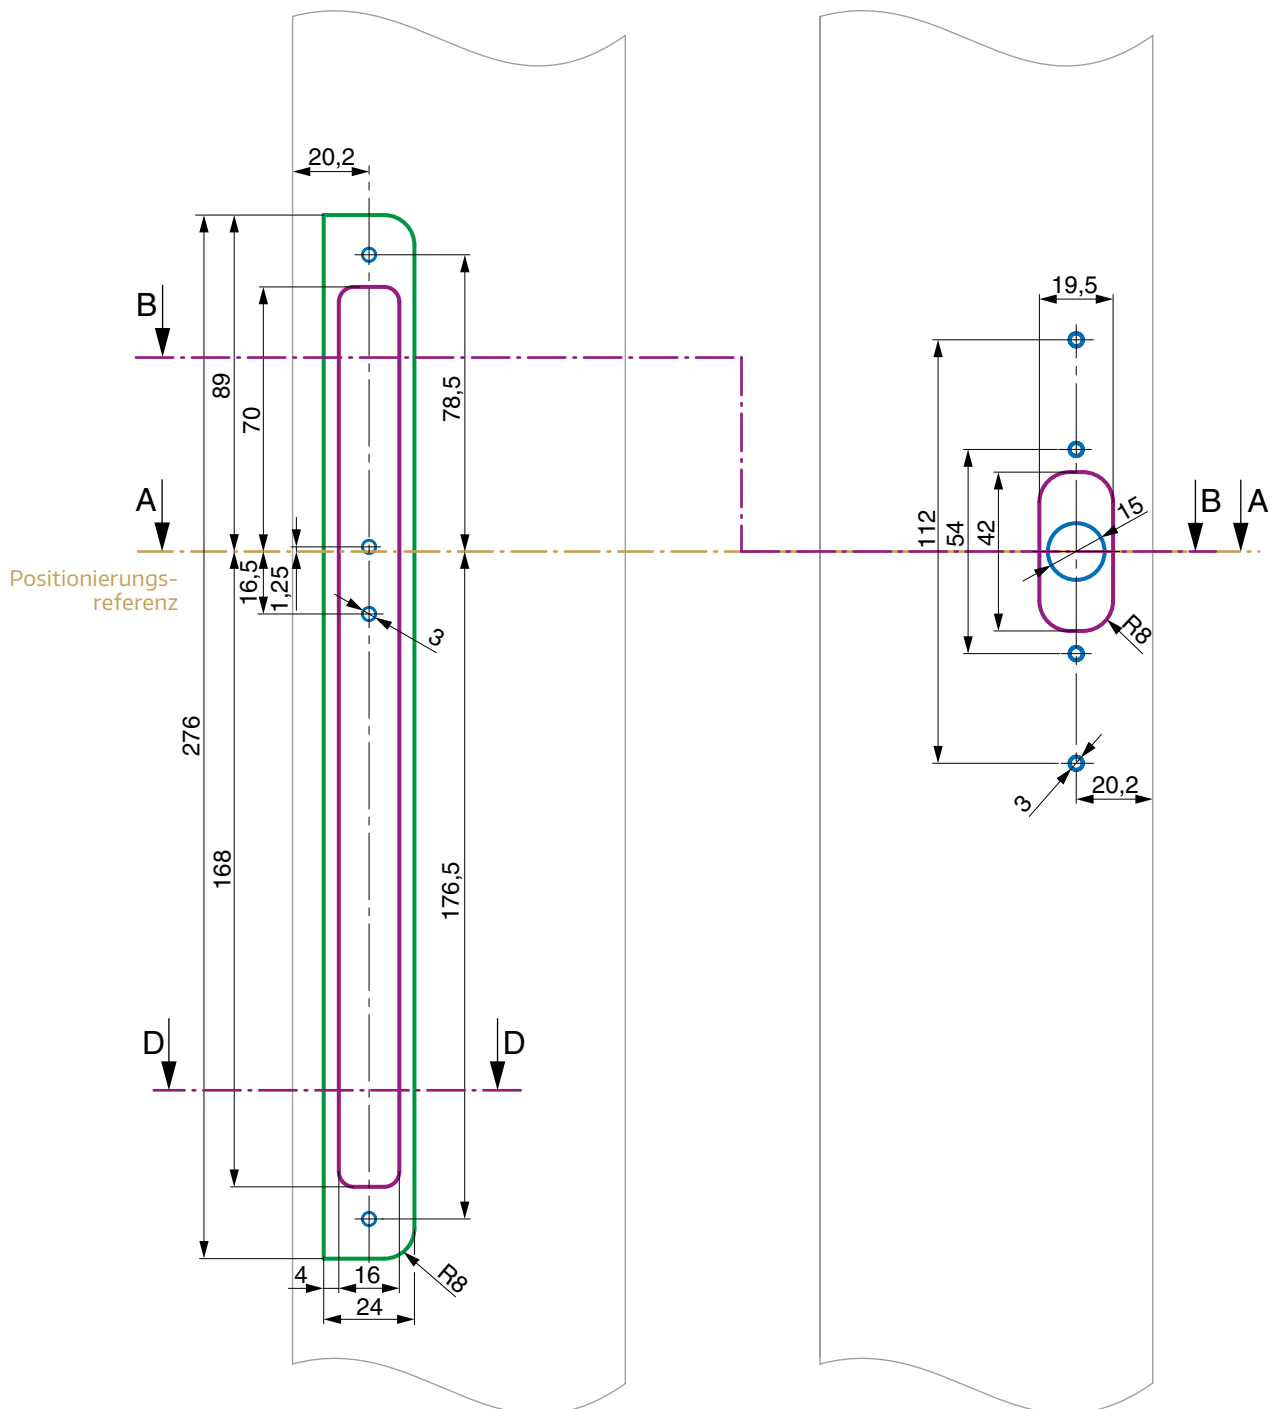 20,2
B
89
70
78,5
19,5
A
112
54
42
15
B
A
Positionierungs-
referenz
16,5
1,25
3
R8
276
3
20,2
168
176,5
D
D
4
16
R8
24